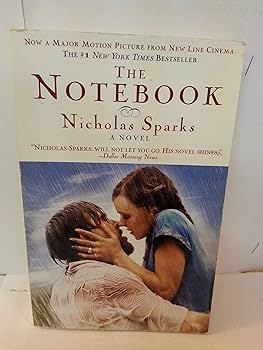 NOW A MAJOR MOTION PICTURE FROM NEW LINE CINEMA
THE #1 NEW YORK TIMES BESTSELLER
THE
NOTEBOOK
Nicholas Sparks
A NOVEL
"NICHOLAS SPARKS...WILL NOT LET YOU GO. HIS NOVEL SHINES."
—Dallas Morning News